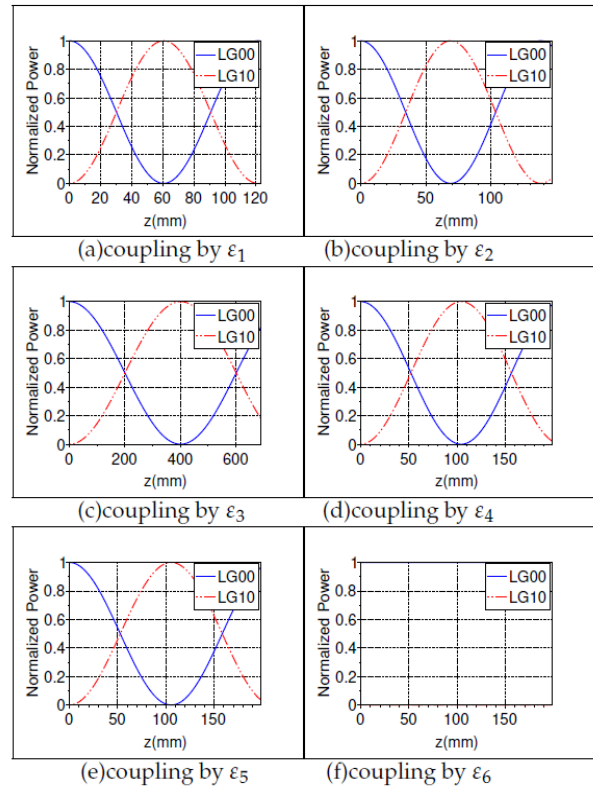 Normalized Power
1
0.8
0.6
0.4
0.2
0
0 20 40 60 80 100 120
z(mm)
LG00
LG10
(a)coupling by ε1
Normalized Power
1
0.8
0.6
0.4
0.2
0
0 50 100
z(mm)
LG00
LG10
(b)coupling by ε2
Normalized Power
1
0.8
0.6
0.4
0.2
0
0 200 400 600
z(mm)
LG00
LG10
(c)coupling by ε3
Normalized Power
1
0.8
0.6
0.4
0.2
0
0 50 100 150
z(mm)
LG00
LG10
(d)coupling by ε4
Normalized Power
1
0.8
0.6
0.4
0.2
0
0 50 100 150
z(mm)
LG00
LG10
(e)coupling by ε5
Normalized Power
1
0.8
0.6
0.4
0.2
0
0 50 100 150
z(mm)
LG00
LG10
(f)coupling by ε6